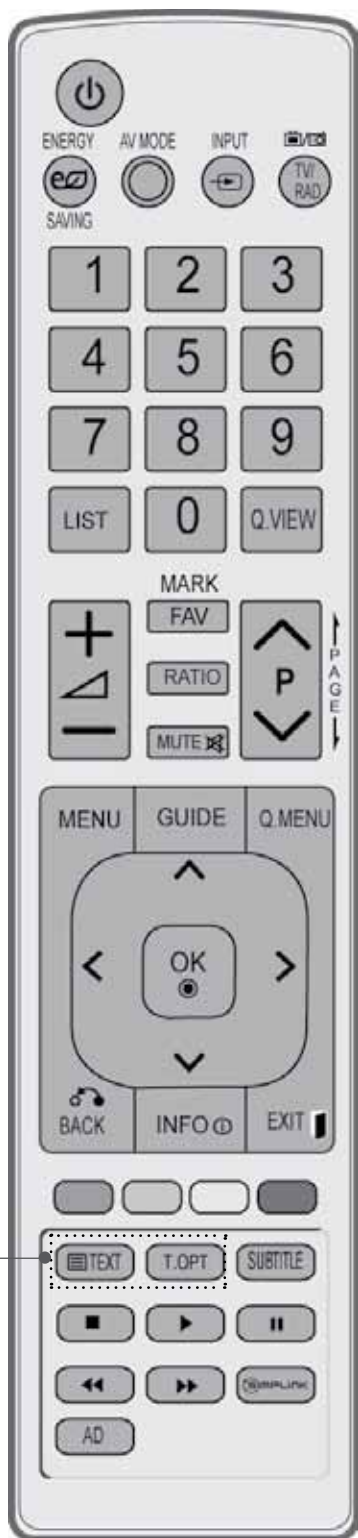 ENERGY AV MODE INPUT
TV/
RAD
SAVING
1 2 3
4 5 6
7 8 9
LIST 0 Q.VIEW
MARK
FAV
RATIO P PAGE
MUTE
MENU GUIDE Q.MENU
OK
BACK INFO EXIT
TEXT T.OPT SUBTITLE
SIMPLINK
AD